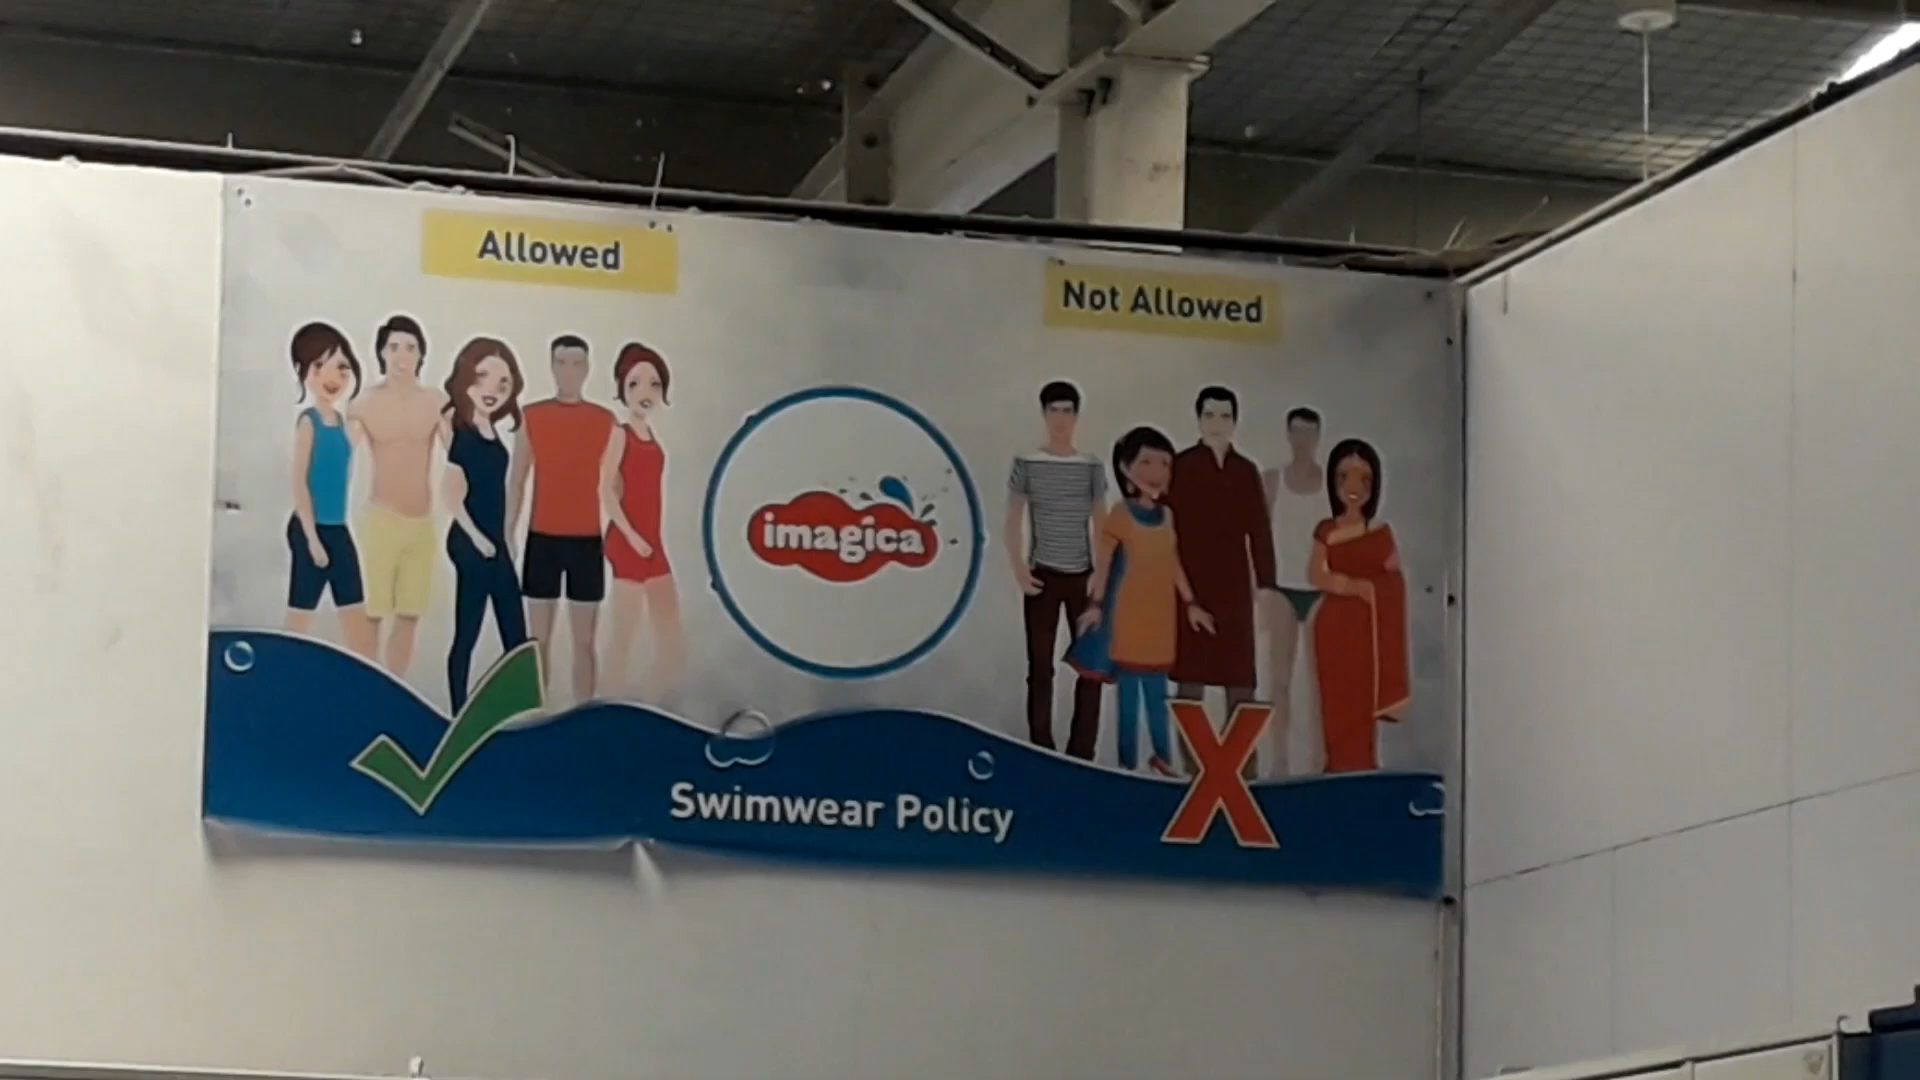 Allowed
Not Allowed
imagica
Swimwear Policy
X